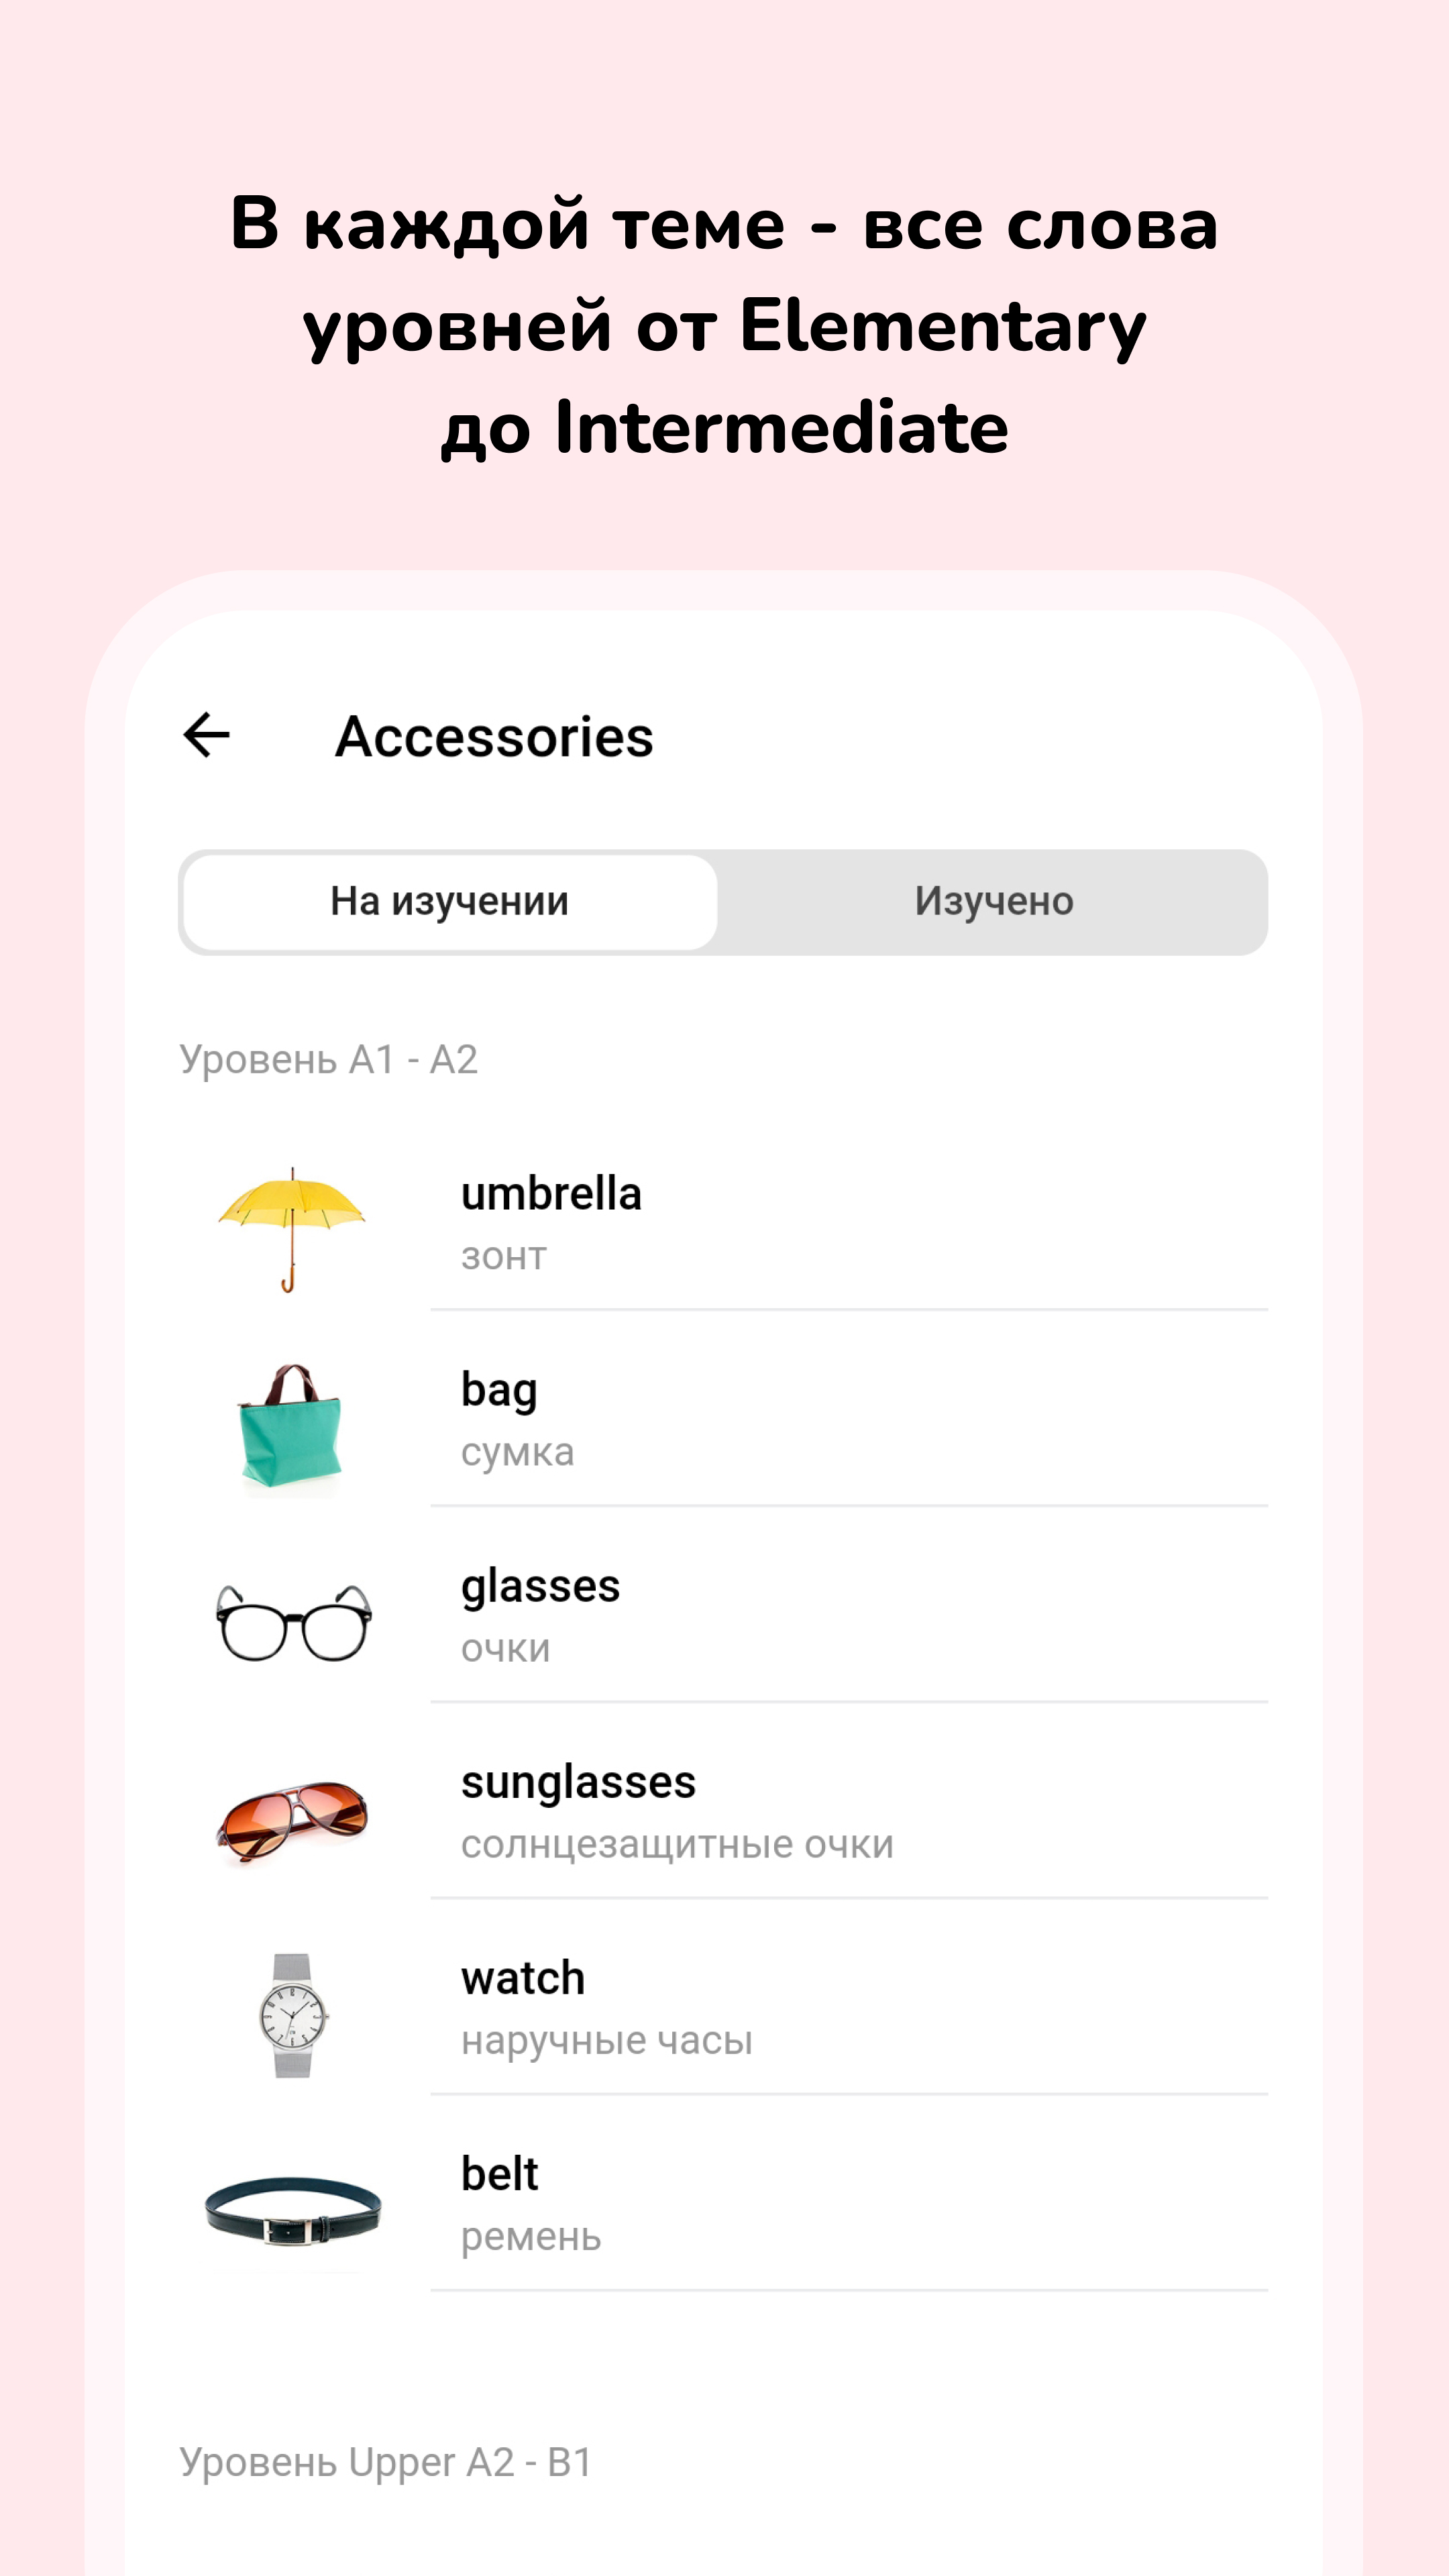 В каждой теме - все слова
уровней от Elementary
до Intermediate
Accessories
На изучении
Изучено
Уровень A1 - A2
umbrella
зонт
bag
сумка
glasses
очки
sunglasses
солнцезащитные очки
watch
наручные часы
belt
ремень
Уровень Upper A2 - B1